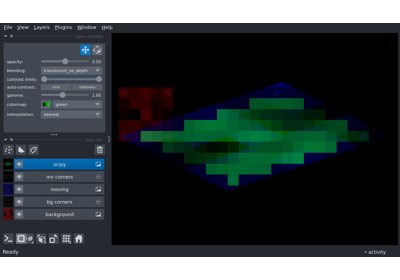 File View Layers Plugins Window Help
opacity: 0.50
blending: translucent_no_depth
contrast limits:
auto-contrast: once continuous
gamma: 1.00
colormap: green
interpolation: nearest
scipy
mv corners
moving
bg corners
background
Ready
activity